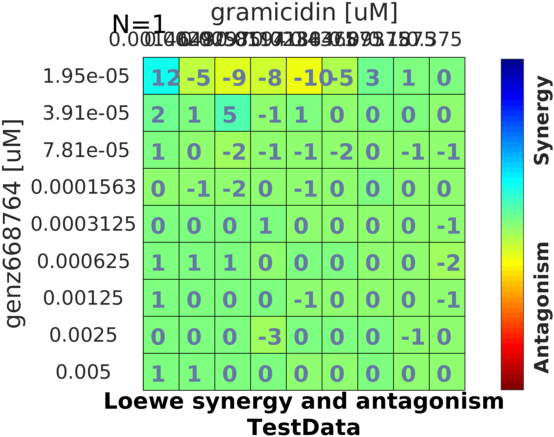 gramicidin [uM]
N=1
0.375
genz668764 [uM]
1.95e-05 12 -5 -9 -8 -10 -5 3 1 0
3.91e-05 2 1 5 -1 1 0 0 0 0
7.81e-05 1 0 -2 -1 -1 -2 0 -1 -1
0.0001563 0 -1 -2 0 -1 0 0 0 0
0.0003125 0 0 0 1 0 0 0 0 -1
0.000625 1 1 1 0 0 0 0 0 -2
0.00125 1 0 0 0 -1 0 0 0 -1
0.0025 0 0 0 -3 0 0 0 -1 0
0.005 1 1 0 0 0 0 0 0 0
Synergy
Antagonism
Loewe synergy and antagonism
TestData